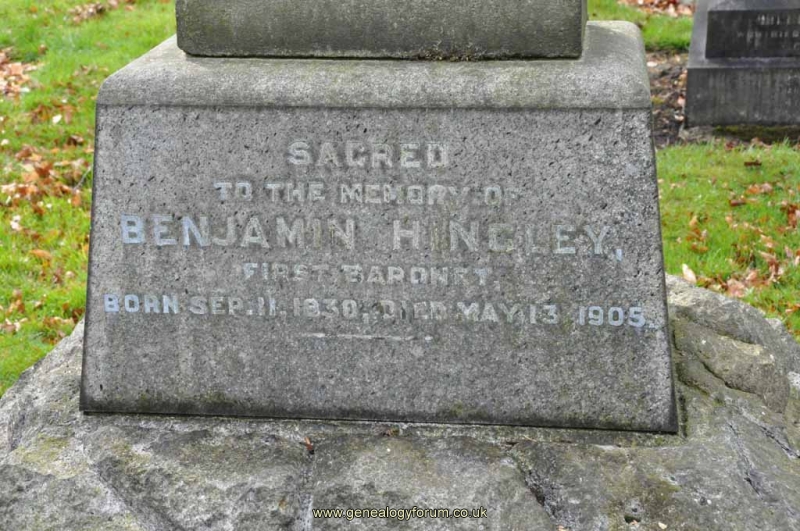 SACRED
TO THE MEMORY OF
BENJAMIN HINGLEY,
FIRST BARONET,
BORN SEP. 11. 1830, DIED MAY 13 1905.
www.genealogyforum.co.uk